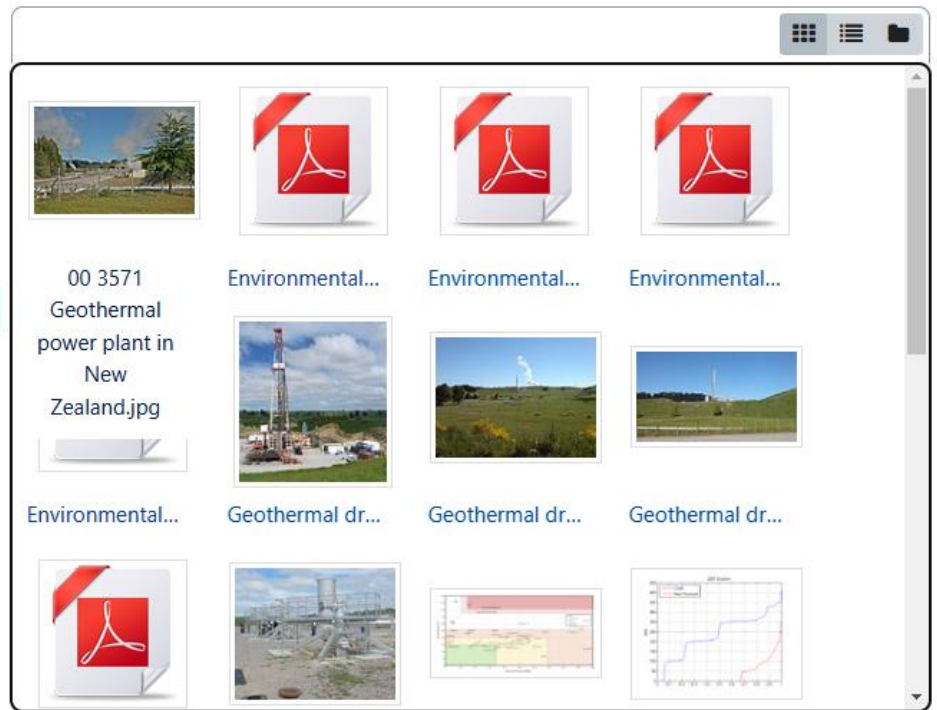 00 3571
Geothermal
power plant in
New
Zealand.jpg
Environmental...
Environmental...
Environmental...
Environmental...
Geothermal dr...
Geothermal dr...
Geothermal dr...